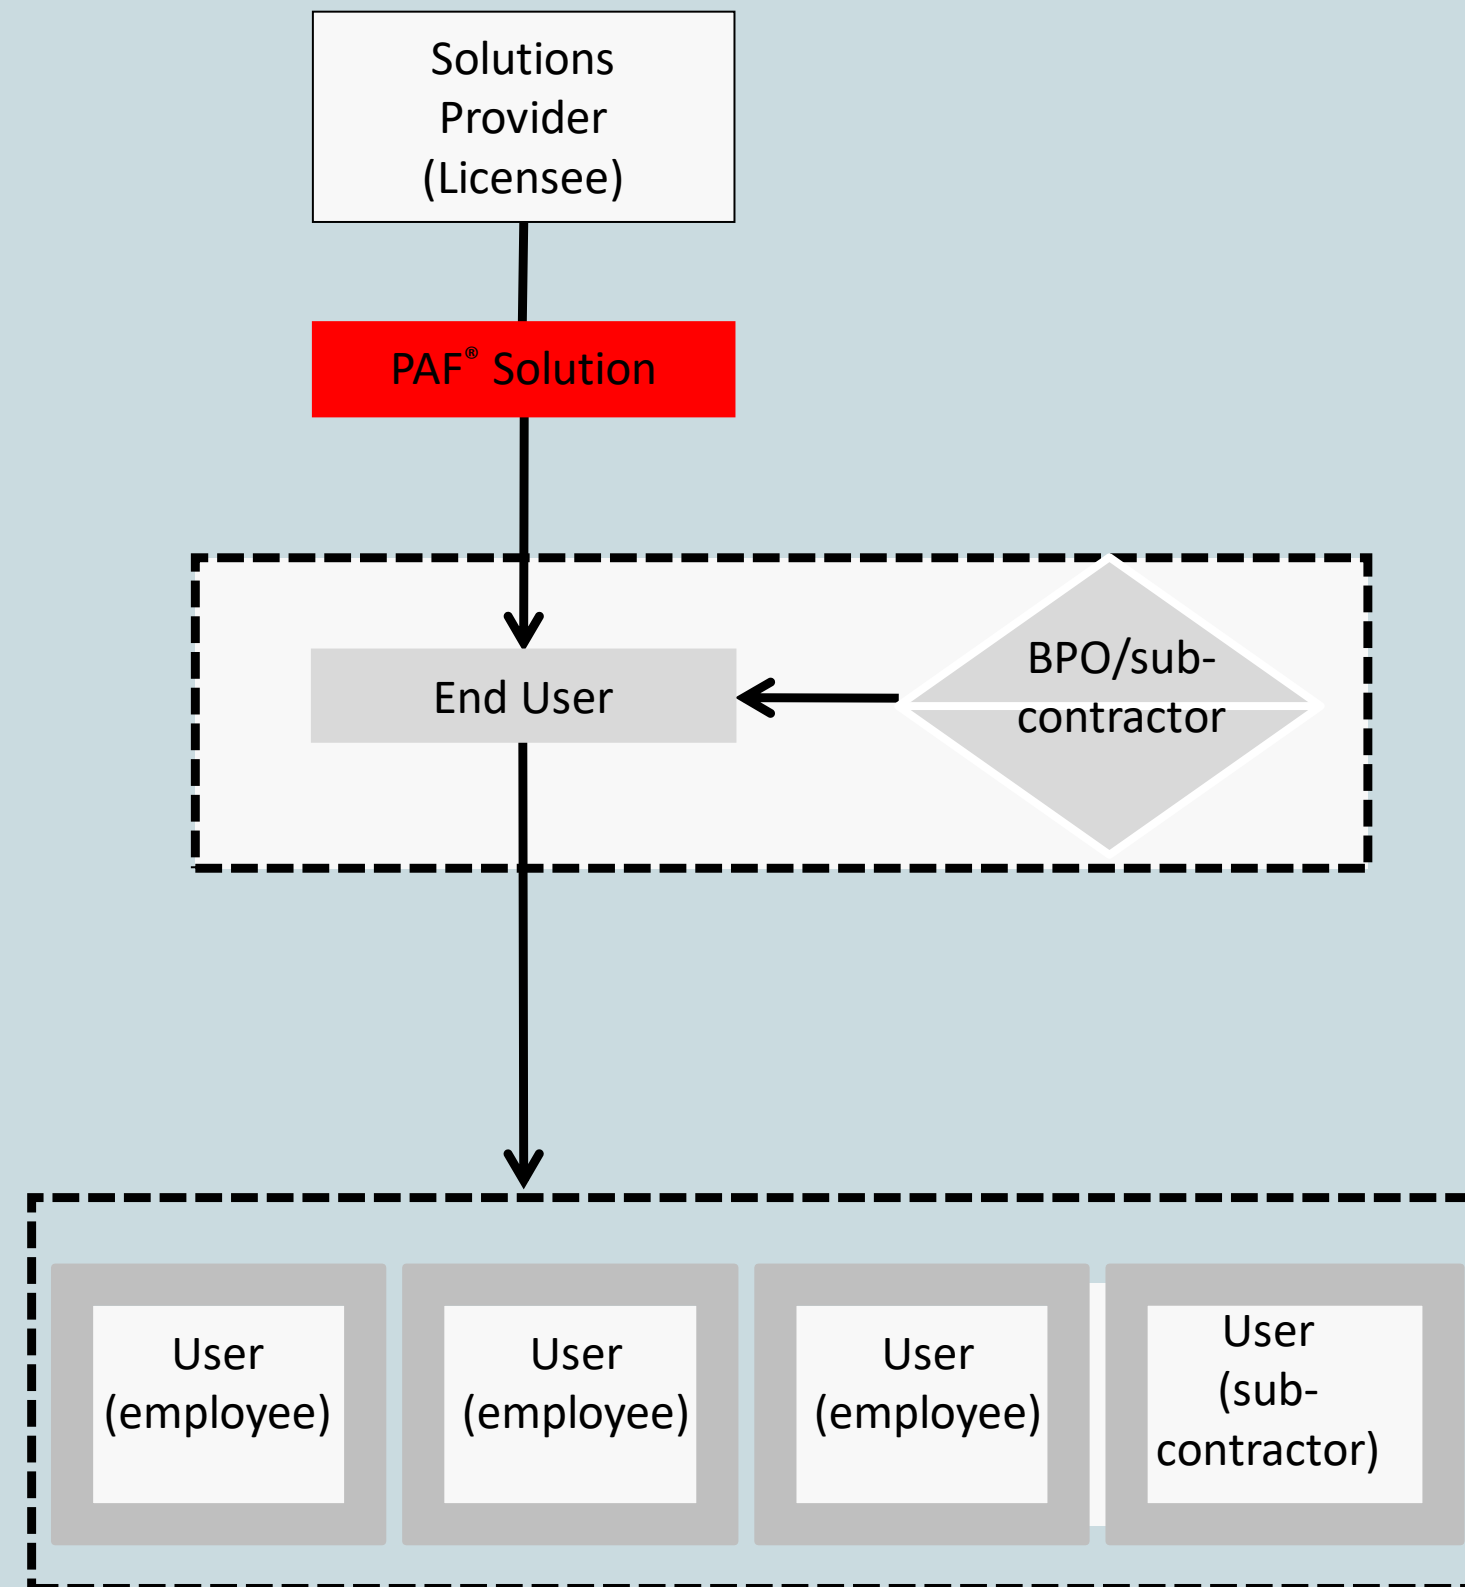 Solutions
Provider
(Licensee)
PAF® Solution
End User
BPO/sub-
contractor
User
(employee)
User
(employee)
User
(employee)
User
(sub-
contractor)